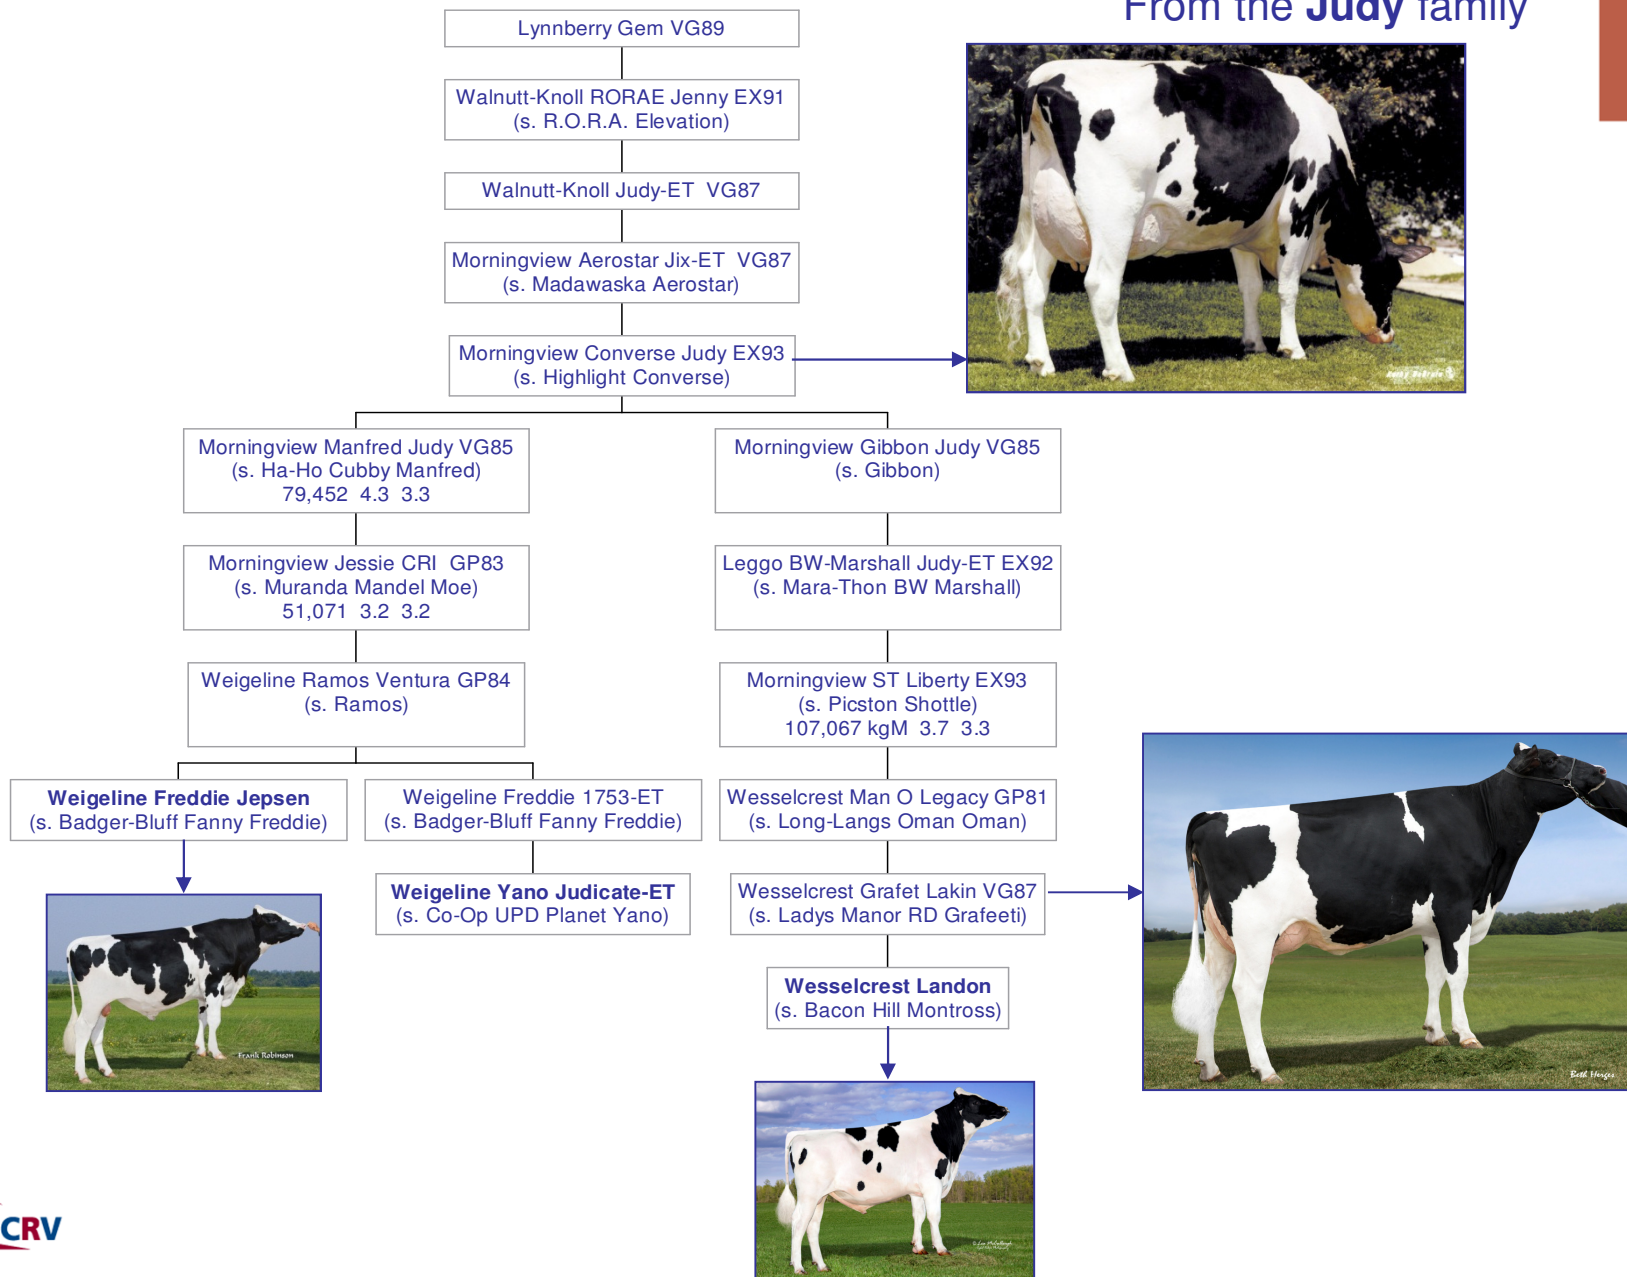 From the Judy family
Lynnberry Gem VG89
Walnutt-Knoll RORAE Jenny EX91
(s. R.O.R.A. Elevation)
Walnutt-Knoll Judy-ET VG87
Morningview Aerostar Jix-ET VG87
(s. Madawaska Aerostar)
Morningview Converse Judy EX93
(s. Highlight Converse)
Morningview Manfred Judy VG85
(s. Ha-Ho Cubby Manfred)
79,452 4.3 3.3
Morningview Gibbon Judy VG85
(s. Gibbon)
Morningview Jessie CRI GP83
(s. Muranda Mandel Moe)
51,071 3.2 3.2
Leggo BW-Marshall Judy-ET EX92
(s. Mara-Thon BW Marshall)
Weigeline Ramos Ventura GP84
(s. Ramos)
Morningview ST Liberty EX93
(s. Picston Shottle)
107,067 kgM 3.7 3.3
Weigeline Freddie Jepsen
(s. Badger-Bluff Fanny Freddie)
Weigeline Freddie 1753-ET
(s. Badger-Bluff Fanny Freddie)
Wesselcrest Man O Legacy GP81
(s. Long-Langs Oman Oman)
Weigeline Yano Judicate-ET
(s. Co-Op UPD Planet Yano)
Wesselcrest Grafet Lakin VG87
(s. Ladys Manor RD Grafeeti)
Wesselcrest Landon
(s. Bacon Hill Montross)
Frank Robinson
Beth Herges
CRV